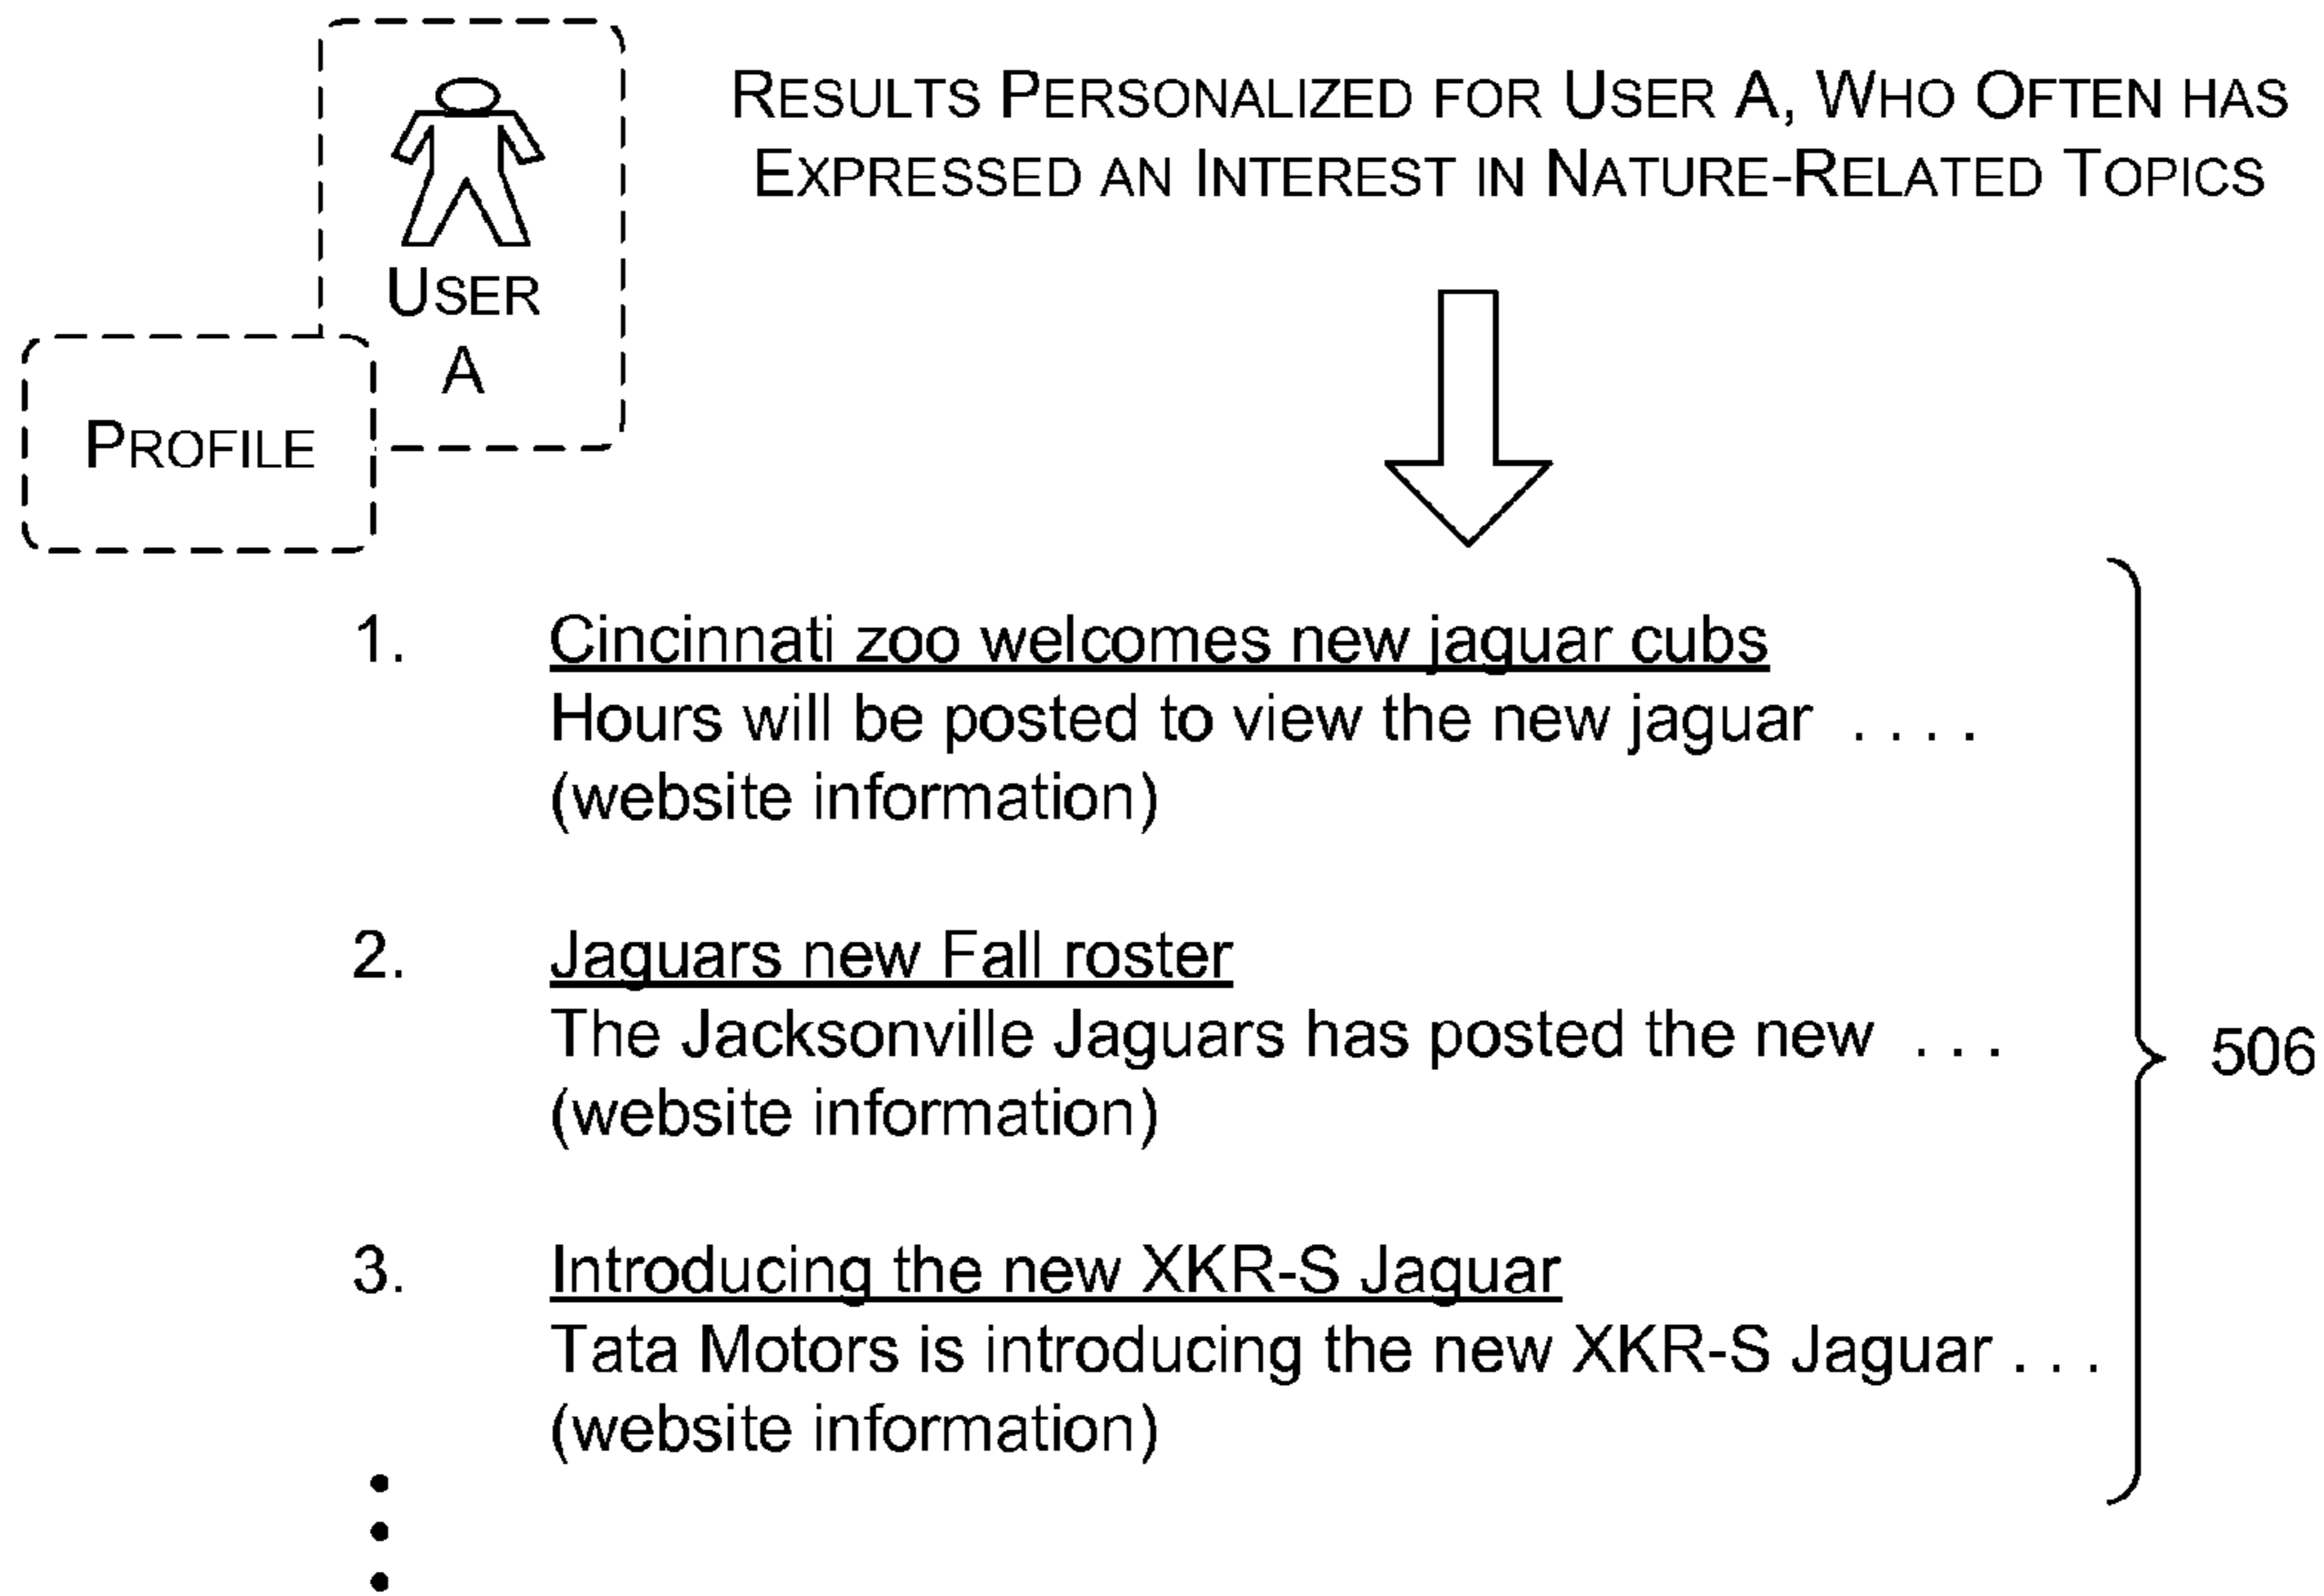 RESULTS PERSONALIZED FOR USER A, WHO OFTEN HAS
EXPRESSED AN INTEREST IN NATURE-RELATED TOPICS
USER
A
PROFILE
1. Cincinnati zoo welcomes new jaguar cubs
Hours will be posted to view the new jaguar . . . .
(website information)
2. Jaguars new Fall roster
The Jacksonville Jaguars has posted the new . . .
(website information)
3. Introducing the new XKR-S Jaguar
Tata Motors is introducing the new XKR-S Jaguar . . .
(website information)
506